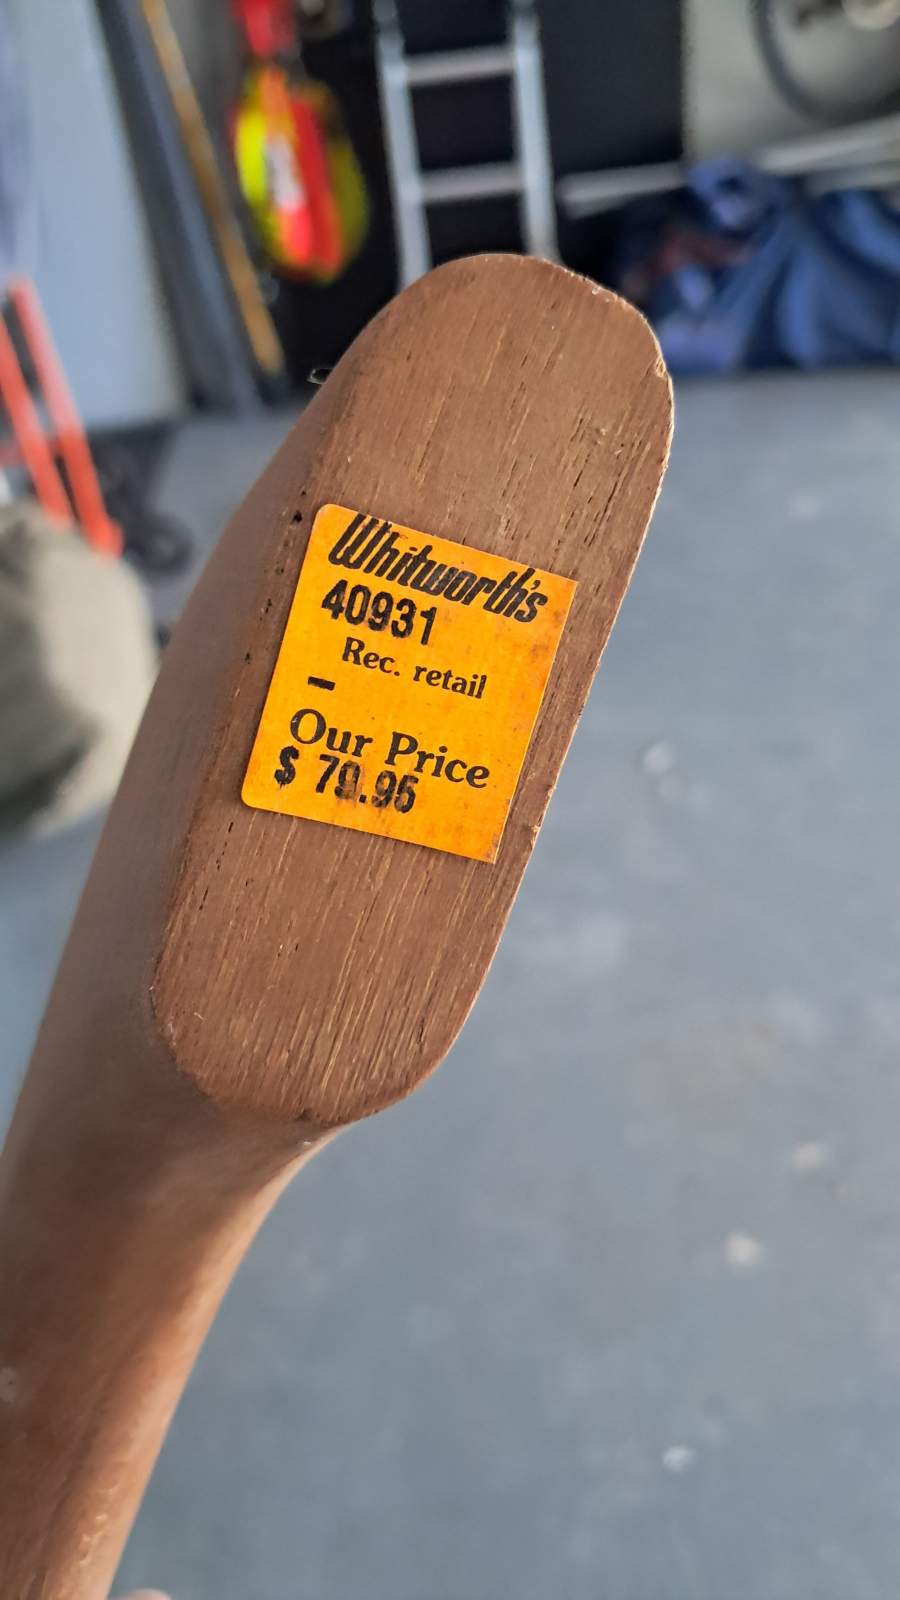 Whitworth's
40931
Rec. retail
-
Our Price
$ 79.95